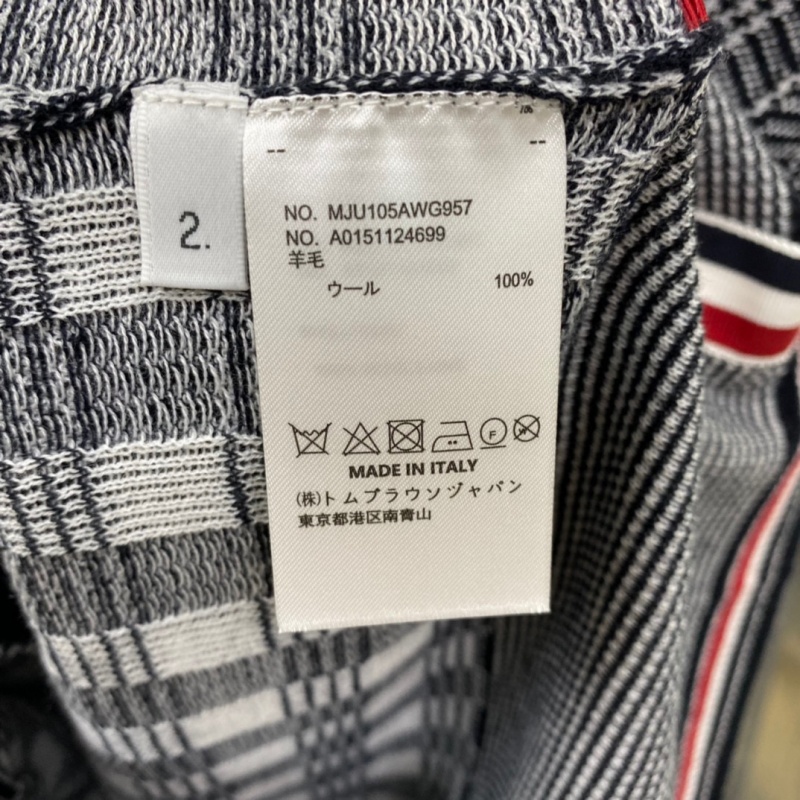 2.
--
--
NO. MJU105AWG957
NO. A0151124699
羊毛
ウール 100%
F
W
MADE IN ITALY
(株)トムブラウンヅャパン
東京都港区南青山